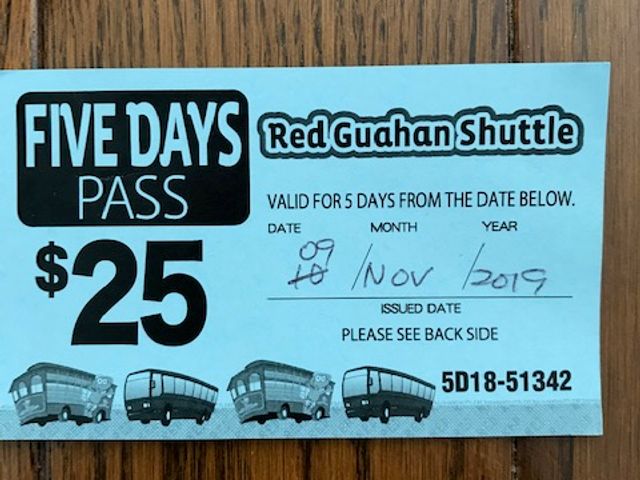 FIVE DAYS
PASS
$25
Red Guahan Shuttle
VALID FOR 5 DAYS FROM THE DATE BELOW.
DATE MONTH YEAR
09
10 /NOV /2019
ISSUED DATE
PLEASE SEE BACK SIDE
5D18-51342